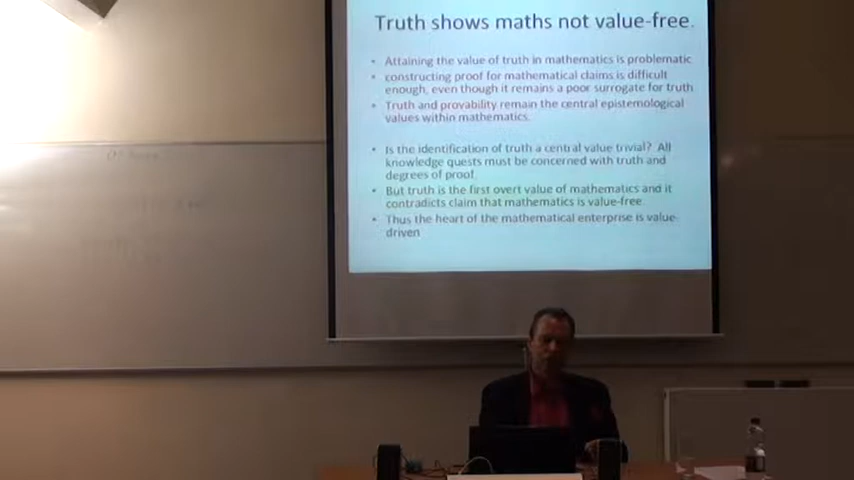 Truth shows maths not value-free.
• Attaining the value of truth in mathematics is problematic
• constructing proof for mathematical claims is difficult
enough, even though it remains a poor surrogate for truth
• Truth and provability remain the central epistemological
values within mathematics.
• Is the identification of truth a central value trivial? All
knowledge quests must be concerned with truth and
degrees of proof.
• But truth is the first overt value of mathematics and it
contradicts claim that mathematics is value-free.
• Thus the heart of the mathematical enterprise is value-
driven